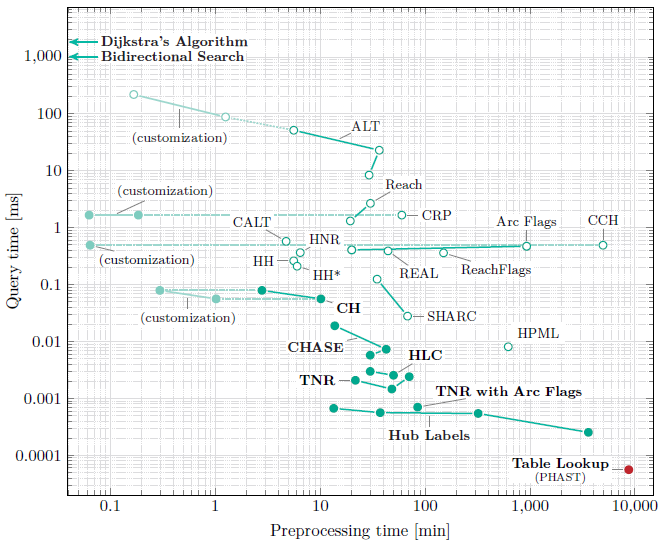 Dijkstra's Algorithm
1,000
Bidirectional Search
100
(customization)
ALT
10
(customization)
Reach
CRP
CALT
Arc Flags
CCH
1
HNR
(customization)
HH
HH*
REAL
ReachFlags
0.1
(customization)
CH
SHARC
0.01
CHASE
HPML
HLC
TNR
TNR with Arc Flags
0.001
Hub Labels
0.0001
Table Lookup
(PHAST)
Query time [ms]
0.1 1 10 100 1,000 10,000
Preprocessing time [min]